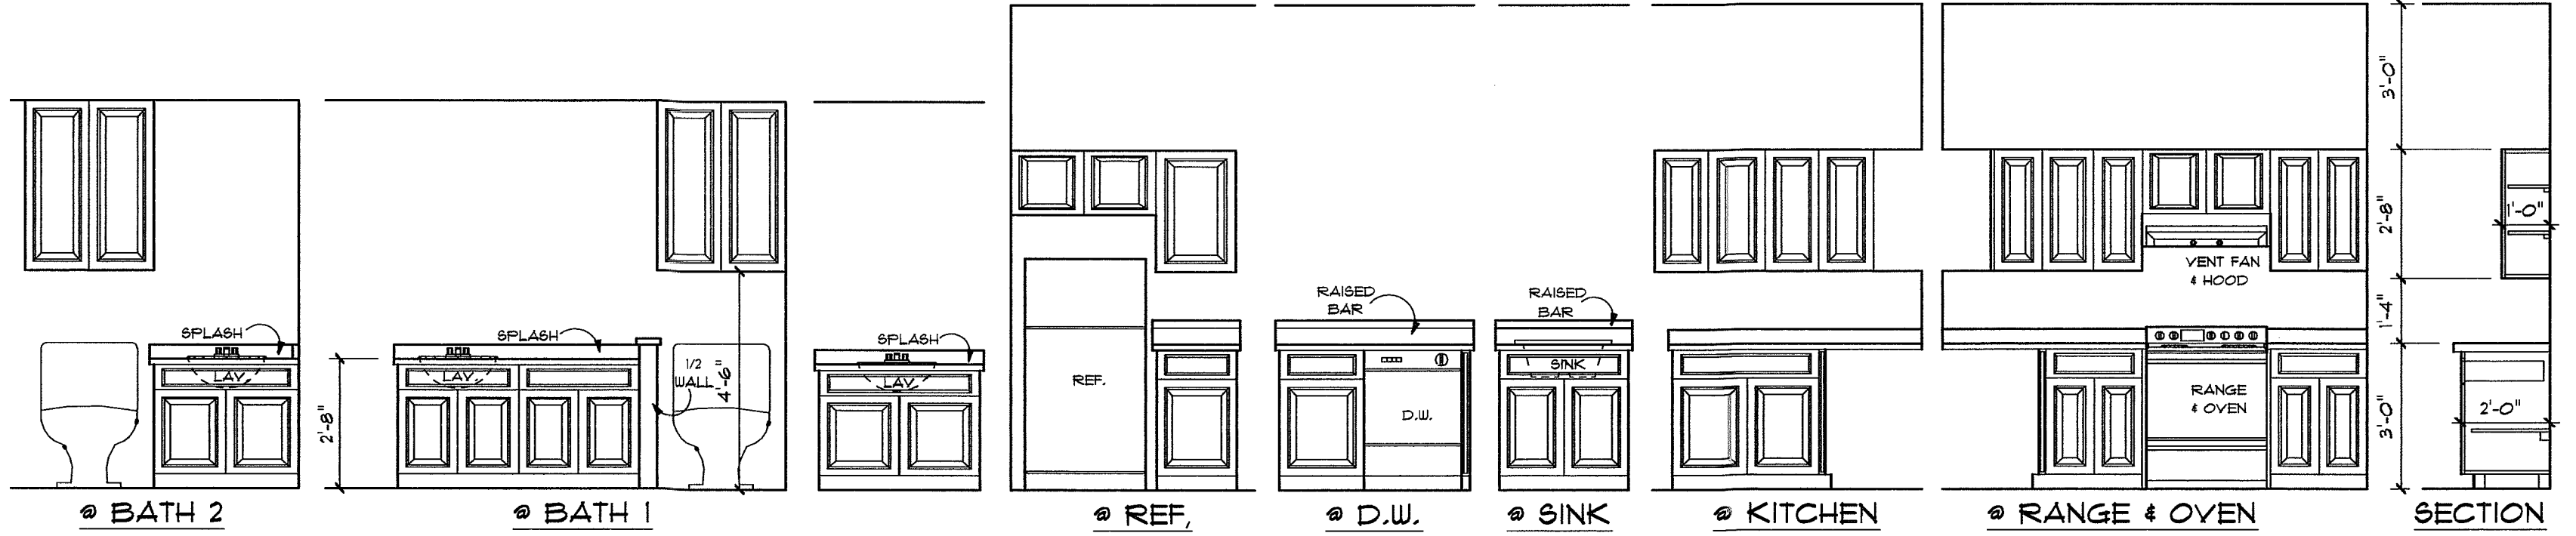 SPLASH
LAV
@ BATH 2
2'-8"
SPLASH
LAV
1/2
WALL
4'-6"
@ BATH 1
SPLASH
LAV
REF.
@ REF,
RAISED
BAR
D.W.
@ D.W.
RAISED
BAR
SINK
@ SINK
@ KITCHEN
VENT FAN
& HOOD
RANGE
& OVEN
@ RANGE & OVEN
3'-0"
2'-8"
1'-4"
3'-0"
1'-0"
2'-0"
SECTION